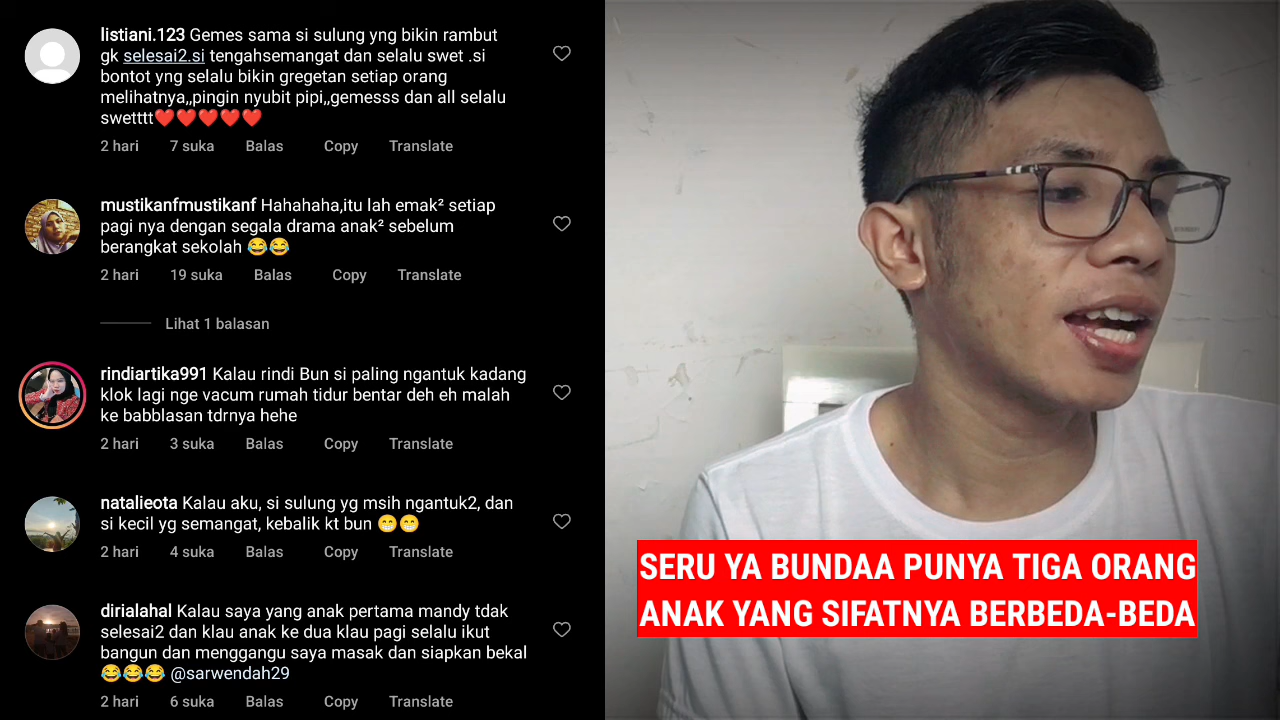 listiani.123 Gemes sama si sulung yng bikin rambut
gk selesai2.si tengahsemangat dan selalu swet .si
bontot yng selalu bikin gregetan setiap orang
melihatnya,,pingin nyubit pipi,,gemesss dan all selalu
swetttt❤️❤️❤️❤️❤️
2 hari 7 suka Balas Copy Translate
mustikanfmustikanf Hahahaha,itu lah emak² setiap
pagi nya dengan segala drama anak² sebelum
berangkat sekolah 😂😂
2 hari 19 suka Balas Copy Translate
Lihat 1 balasan
rindiartika991 Kalau rindi Bun si paling ngantuk kadang
klok lagi nge vacum rumah tidur bentar deh eh malah
ke babblasan tdrnya hehe
2 hari 3 suka Balas Copy Translate
natalieota Kalau aku, si sulung yg msih ngantuk2, dan
si kecil yg semangat, kebalik kt bun 😁😁
2 hari 4 suka Balas Copy Translate
dirialahal Kalau saya yang anak pertama mandy tdak
selesai2 dan klau anak ke dua klau pagi selalu ikut
bangun dan menggangu saya masak dan siapkan bekal
😂😂😂 @sarwendah29
2 hari 6 suka Balas Copy Translate
SERU YA BUNDAA PUNYA TIGA ORANG
ANAK YANG SIFATNYA BERBEDA-BEDA